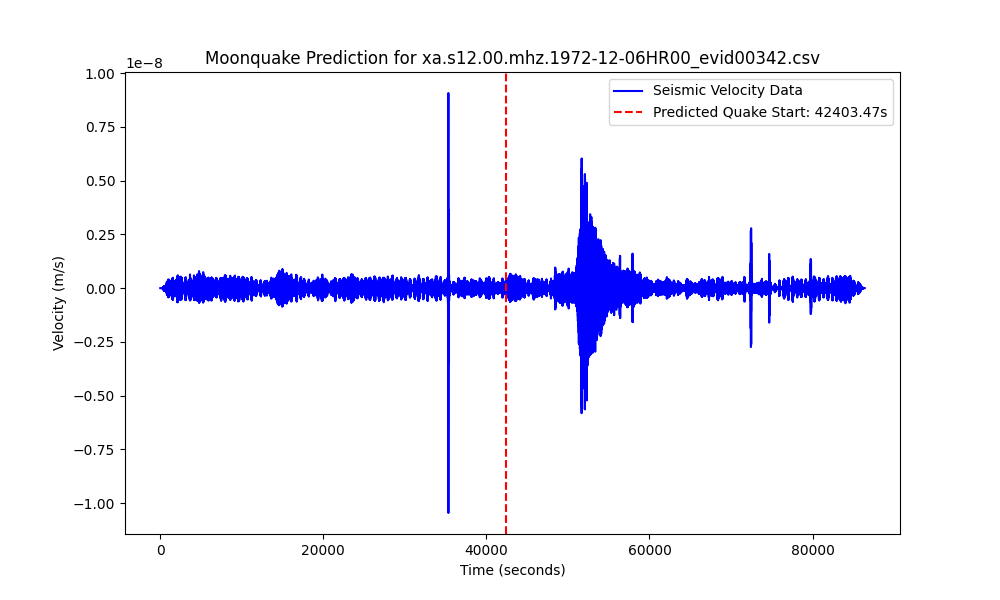 Moonquake Prediction for xa.s12.00.mhz.1972-12-06HR00_evid00342.csv
1e−8
Seismic Velocity Data
Predicted Quake Start: 42403.47s
1.00
0.75
0.50
0.25
0.00
−0.25
−0.50
−0.75
−1.00
Velocity (m/s)
0 20000 40000 60000 80000
Time (seconds)